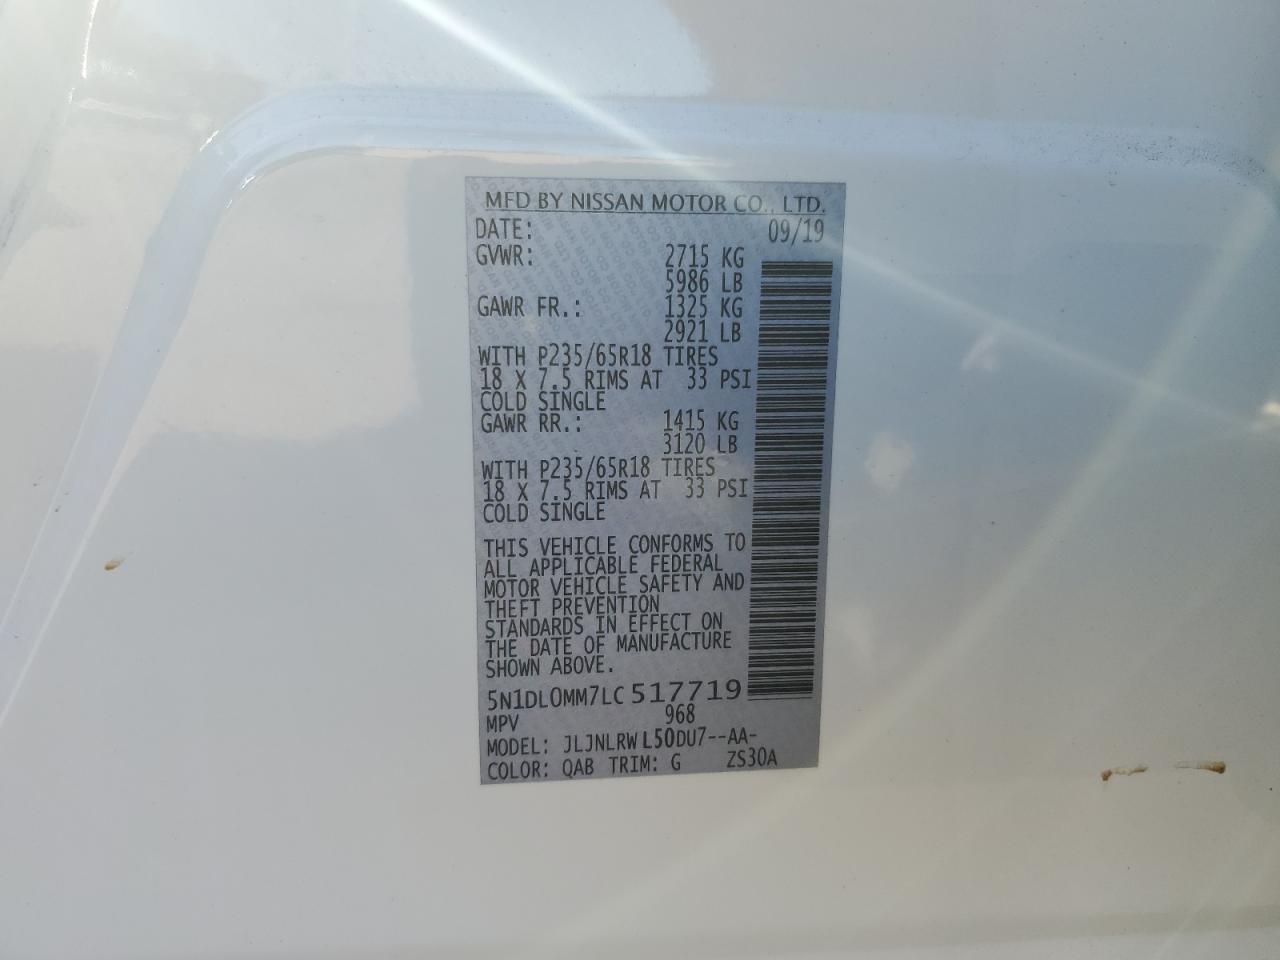 MFD BY NISSAN MOTOR CO., LTD.
DATE: 09/19
GVWR: 2715 KG
5986 LB
GAWR FR.: 1325 KG
2921 LB
WITH P235/65R18 TIRES
18 X 7.5 RIMS AT 33 PSI
COLD SINGLE
GAWR RR.: 1415 KG
3120 LB
WITH P235/65R18 TIRES
18 X 7.5 RIMS AT 33 PSI
COLD SINGLE
THIS VEHICLE CONFORMS TO
ALL APPLICABLE FEDERAL
MOTOR VEHICLE SAFETY AND
THEFT PREVENTION
STANDARDS IN EFFECT ON
THE DATE OF MANUFACTURE
SHOWN ABOVE.
5N1DL0MM7LC517719
MPV 968
MODEL: JLJNLRWL50DU7--AA-
COLOR: QAB TRIM: G ZS30A